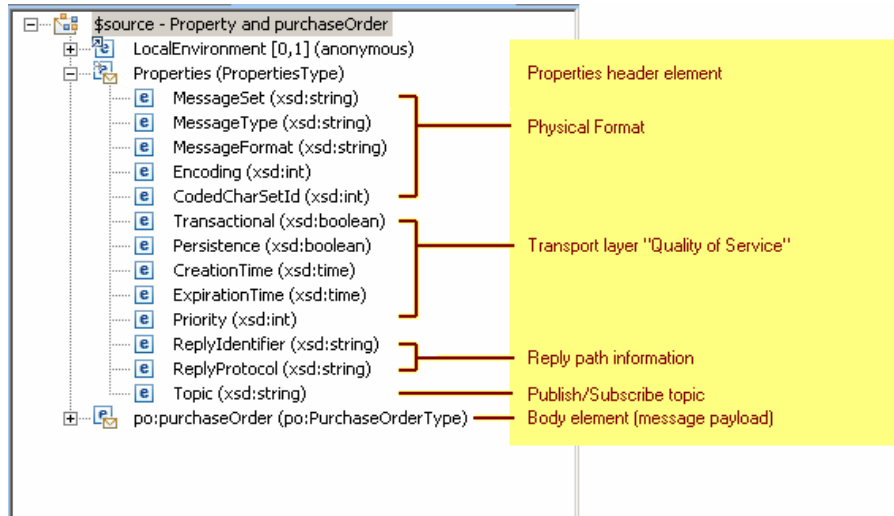 $source - Property and purchaseOrder
LocalEnvironment [0,1] (anonymous)
Properties (PropertiesType) Properties header element
MessageSet (xsd:string)
MessageType (xsd:string) Physical Format
MessageFormat (xsd:string)
Encoding (xsd:int)
CodedCharSetId (xsd:int)
Transactional (xsd:boolean)
Persistence (xsd:boolean) Transport layer "Quality of Service"
CreationTime (xsd:time)
ExpirationTime (xsd:time)
Priority (xsd:int)
ReplyIdentifier (xsd:string)
Reply path information
ReplyProtocol (xsd:string)
Topic (xsd:string) Publish/Subscribe topic
po:purchaseOrder (po:PurchaseOrderType) Body element (message payload)